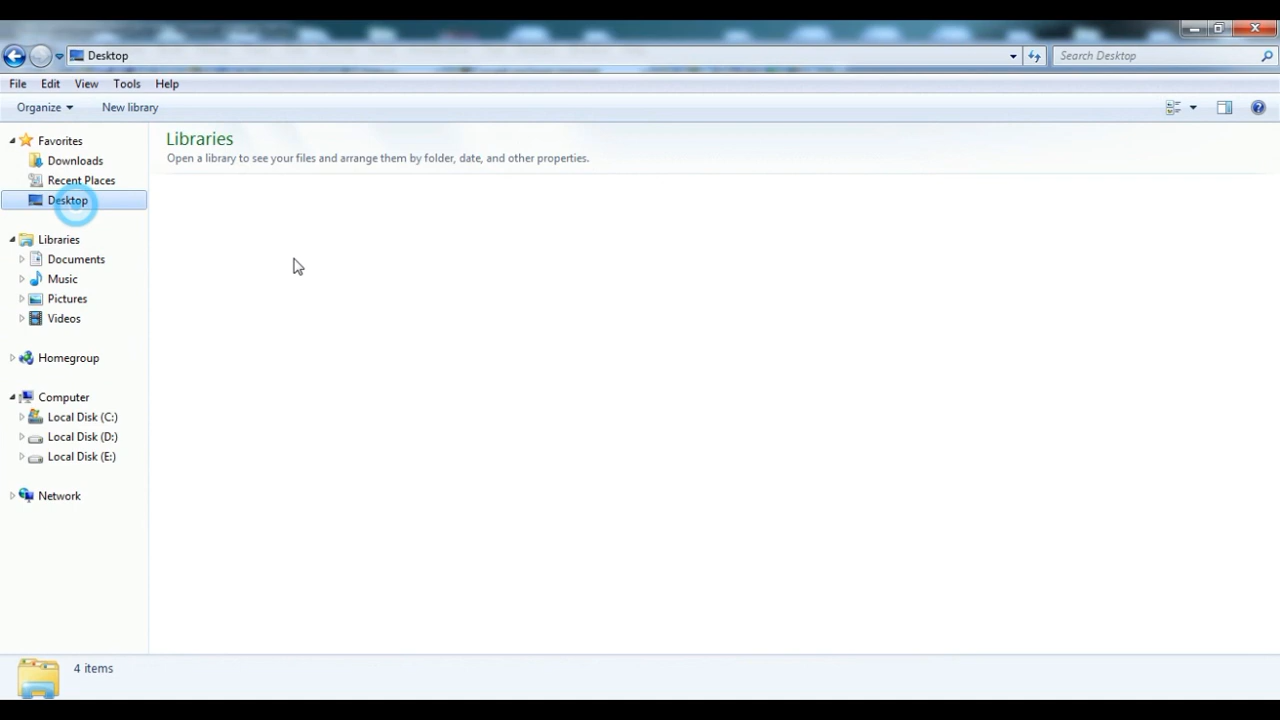 Desktop
Search Desktop
File Edit View Tools Help
Organize New library
Favorites
Downloads
Recent Places
Desktop
Libraries
Documents
Music
Pictures
Videos
Homegroup
Computer
Local Disk (C:)
Local Disk (D:)
Local Disk (E:)
Network
Libraries
Open a library to see your files and arrange them by folder, date, and other properties.
4 items